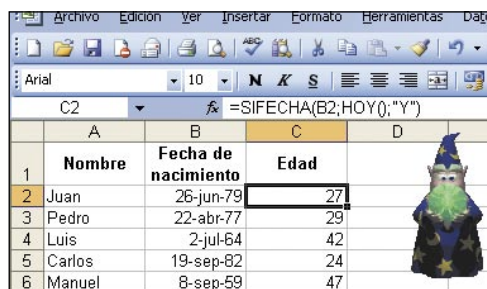 Archivo Edición Ver Insertar Formato Herramientas
Arial 10 N K S
C2 fx =SIFECHA(B2;HOY();"Y")
A B C D
1 Nombre Fecha de nacimiento Edad
2 Juan 26-jun-79 27
3 Pedro 22-abr-77 29
4 Luis 2-jul-64 42
5 Carlos 19-sep-82 24
6 Manuel 8-sep-59 47